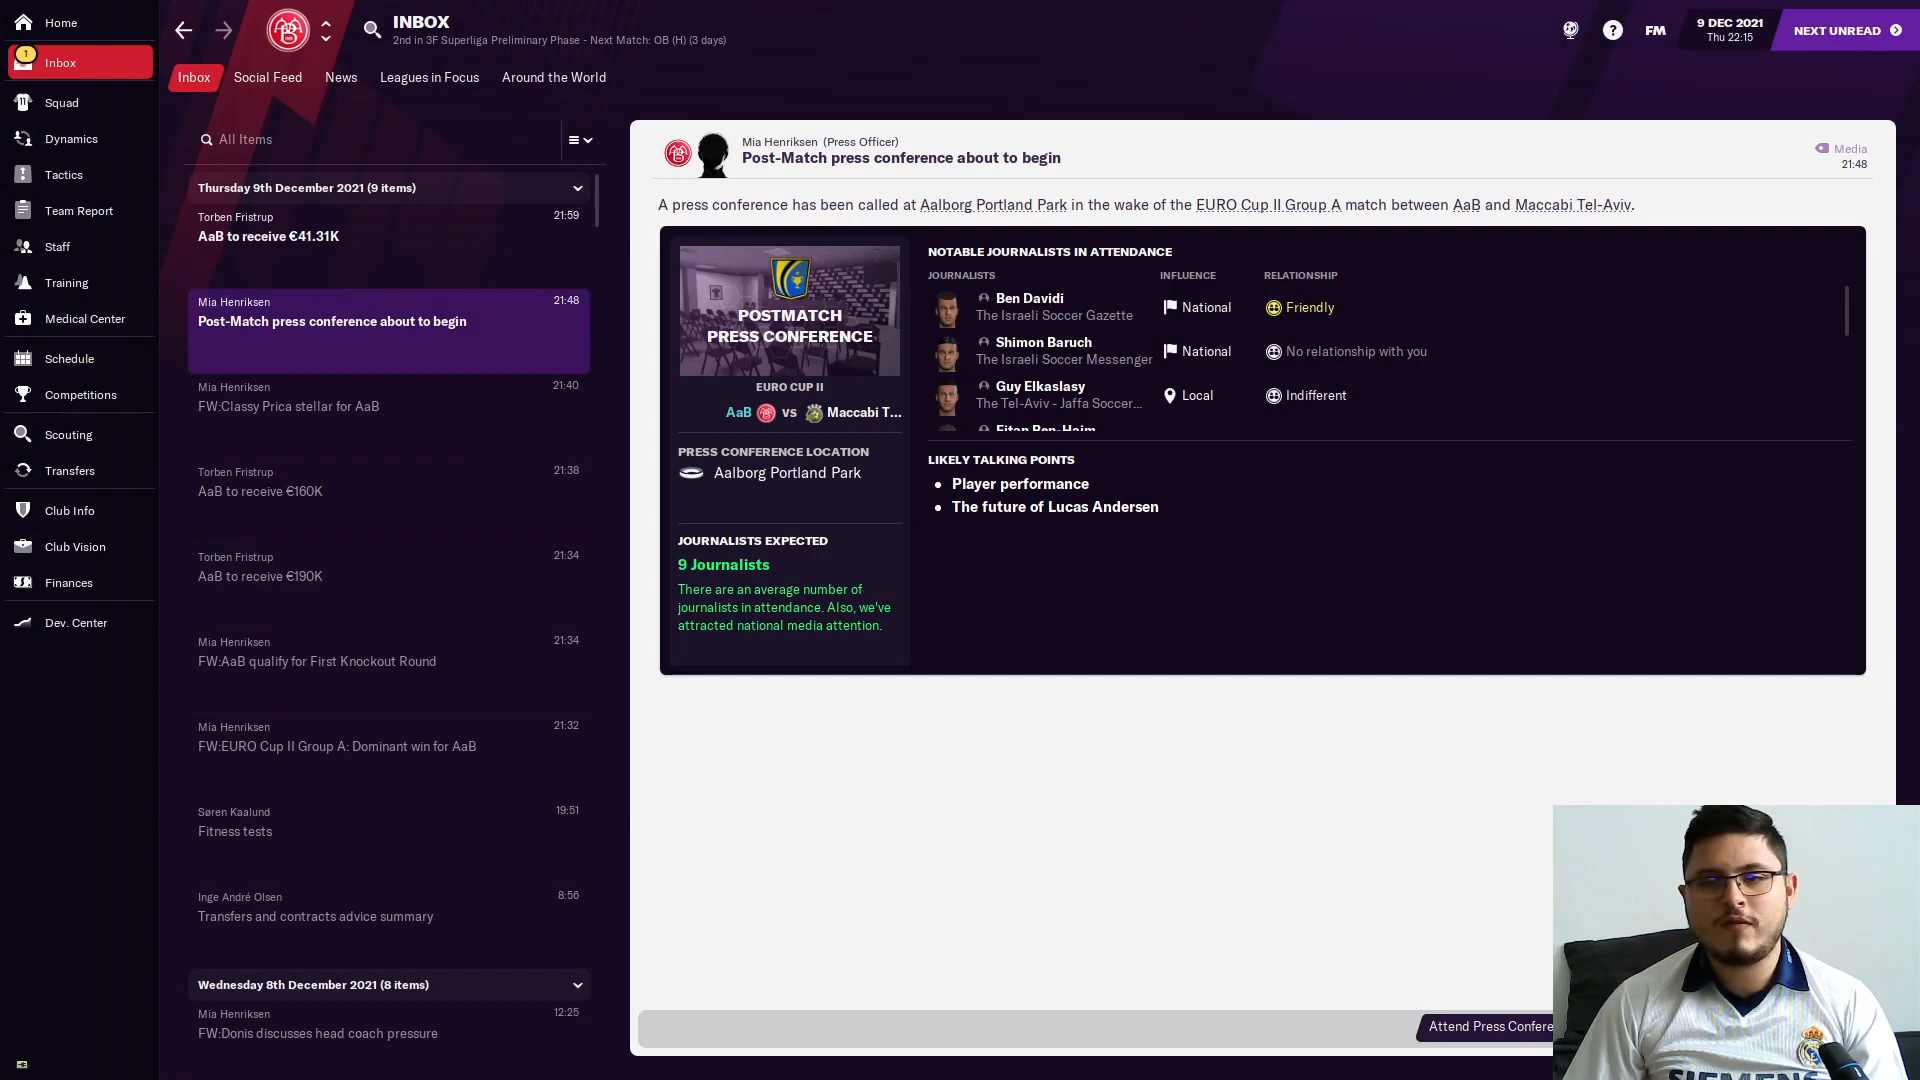 Home
1
Inbox
Squad
Dynamics
Tactics
Team Report
Staff
Training
Medical Center
Schedule
Competitions
Scouting
Transfers
Club Info
Club Vision
Finances
Dev. Center
INBOX
2nd in 3F Superliga Preliminary Phase - Next Match: OB (H) (3 days)
FM
9 DEC 2021
Thu 22:15
NEXT UNREAD
Inbox
Social Feed
News
Leagues in Focus
Around the World
All Items
Thursday 9th December 2021 (9 items)
Torben Fristrup 21:59
AaB to receive €41.31K
Mia Henriksen 21:48
Post-Match press conference about to begin
Mia Henriksen 21:40
FW:Classy Prica stellar for AaB
Torben Fristrup 21:38
AaB to receive €160K
Torben Fristrup 21:34
AaB to receive €190K
Mia Henriksen 21:34
FW:AaB qualify for First Knockout Round
Mia Henriksen 21:32
FW:EURO Cup II Group A: Dominant win for AaB
Søren Kaalund 19:51
Fitness tests
Inge André Olsen 8:56
Transfers and contracts advice summary
Wednesday 8th December 2021 (8 items)
Mia Henriksen 12:25
FW:Donis discusses head coach pressure
Mia Henriksen (Press Officer)
Post-Match press conference about to begin
Media
21:48
A press conference has been called at Aalborg Portland Park in the wake of the EURO Cup II Group A match between AaB and Maccabi Tel-Aviv.
POSTMATCH
PRESS CONFERENCE
EURO CUP II
AaB vs Maccabi T...
PRESS CONFERENCE LOCATION
Aalborg Portland Park
JOURNALISTS EXPECTED
9 Journalists
There are an average number of
journalists in attendance. Also, we've
attracted national media attention.
NOTABLE JOURNALISTS IN ATTENDANCE
JOURNALISTS INFLUENCE RELATIONSHIP
Ben Davidi
The Israeli Soccer Gazette
National
Friendly
Shimon Baruch
The Israeli Soccer Messenger
National
No relationship with you
Guy Elkaslasy
The Tel-Aviv - Jaffa Soccer...
Local
Indifferent
Eitan Ben-Haim
LIKELY TALKING POINTS
• Player performance
• The future of Lucas Andersen
Attend Press Confere
SIEMENS